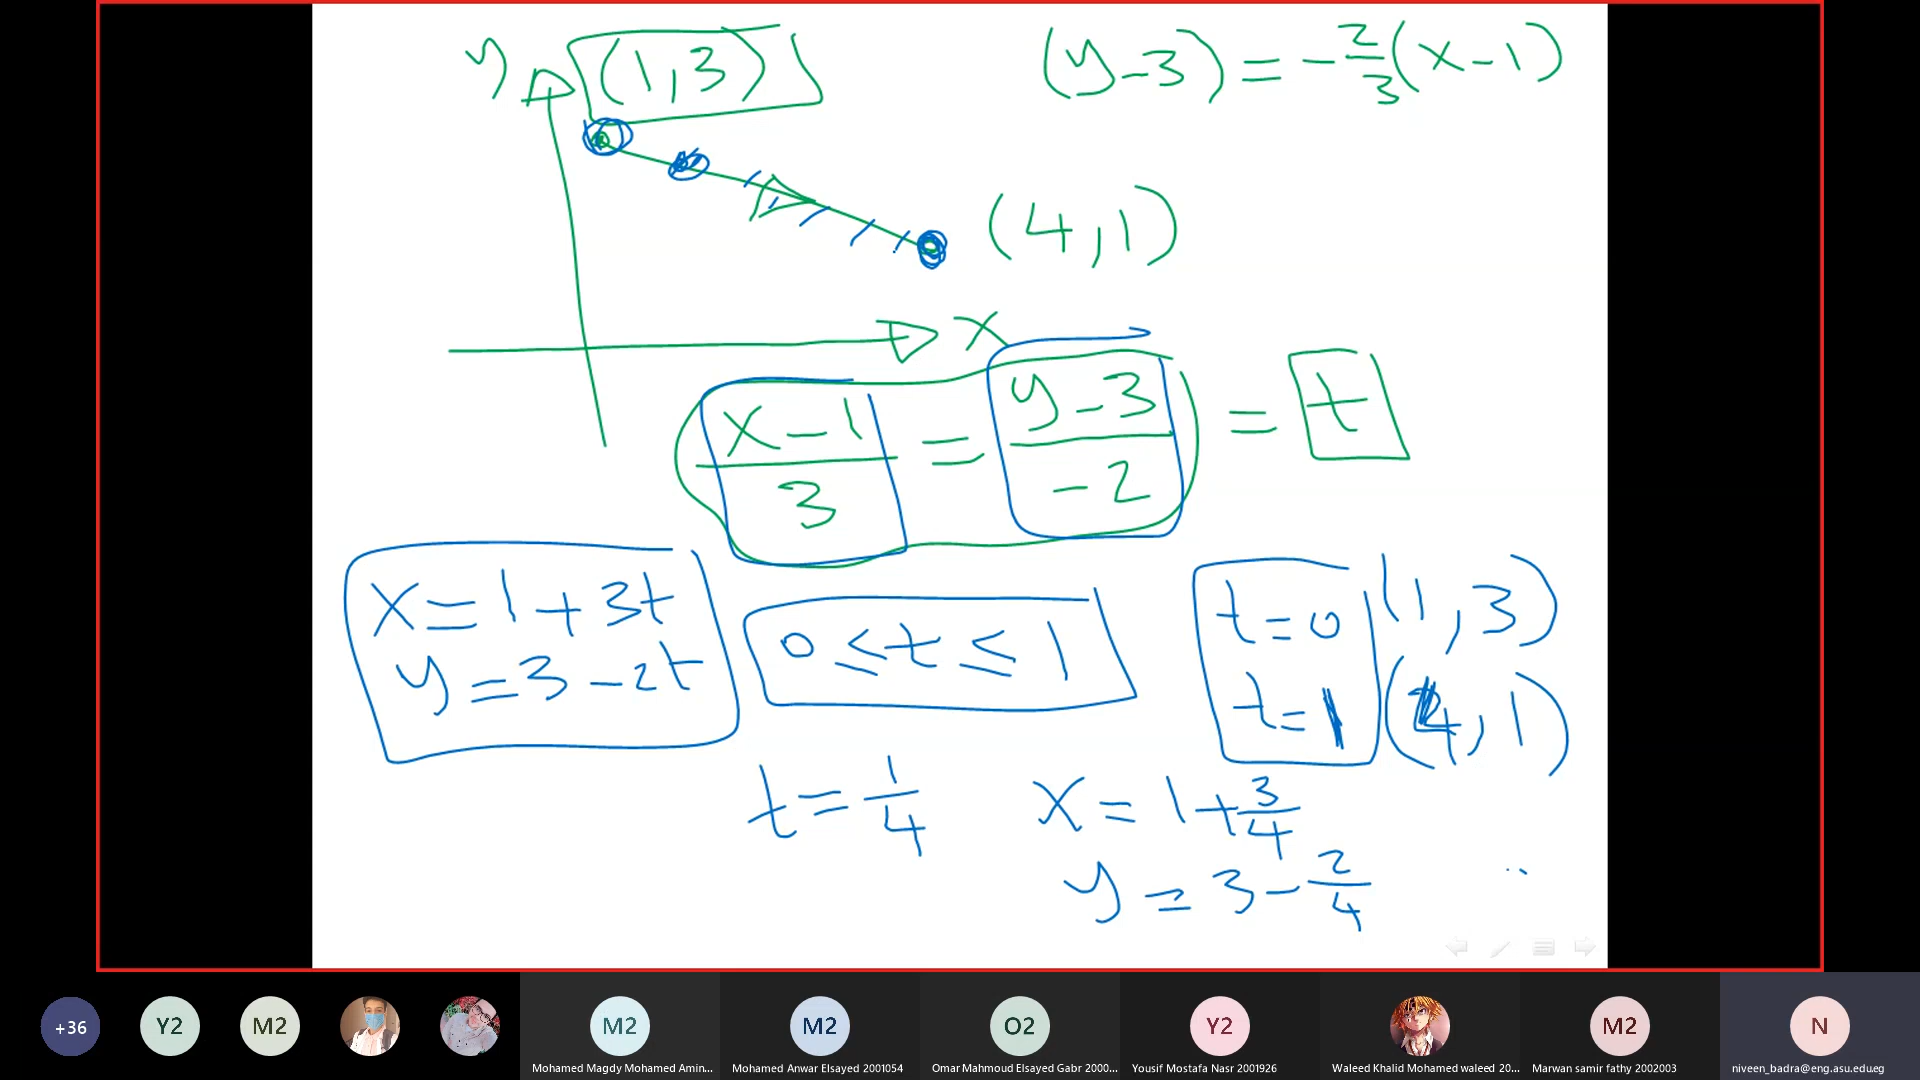 y (1,3) (y-3) = -2/3(x-1)
(4,1)
x
x-1/3 = y-3/-2 = t
x=1+3t
y=3-2t
0≤t≤1
t=0 (1,3)
t=1 (4,1)
t=1/4 x=1+3/4
y=3-2/4
+36
Y2
M2
M2
Mohamed Magdy Mohamed Amin...
M2
Mohamed Anwar Elsayed 2001054
O2
Omar Mahmoud Elsayed Gabr 2000...
Y2
Yousif Mostafa Nasr 2001926
Waleed Khalid Mohamed waleed 20...
M2
Marwan samir fathy 2002003
N
niveen_badra@eng.asu.edu.eg